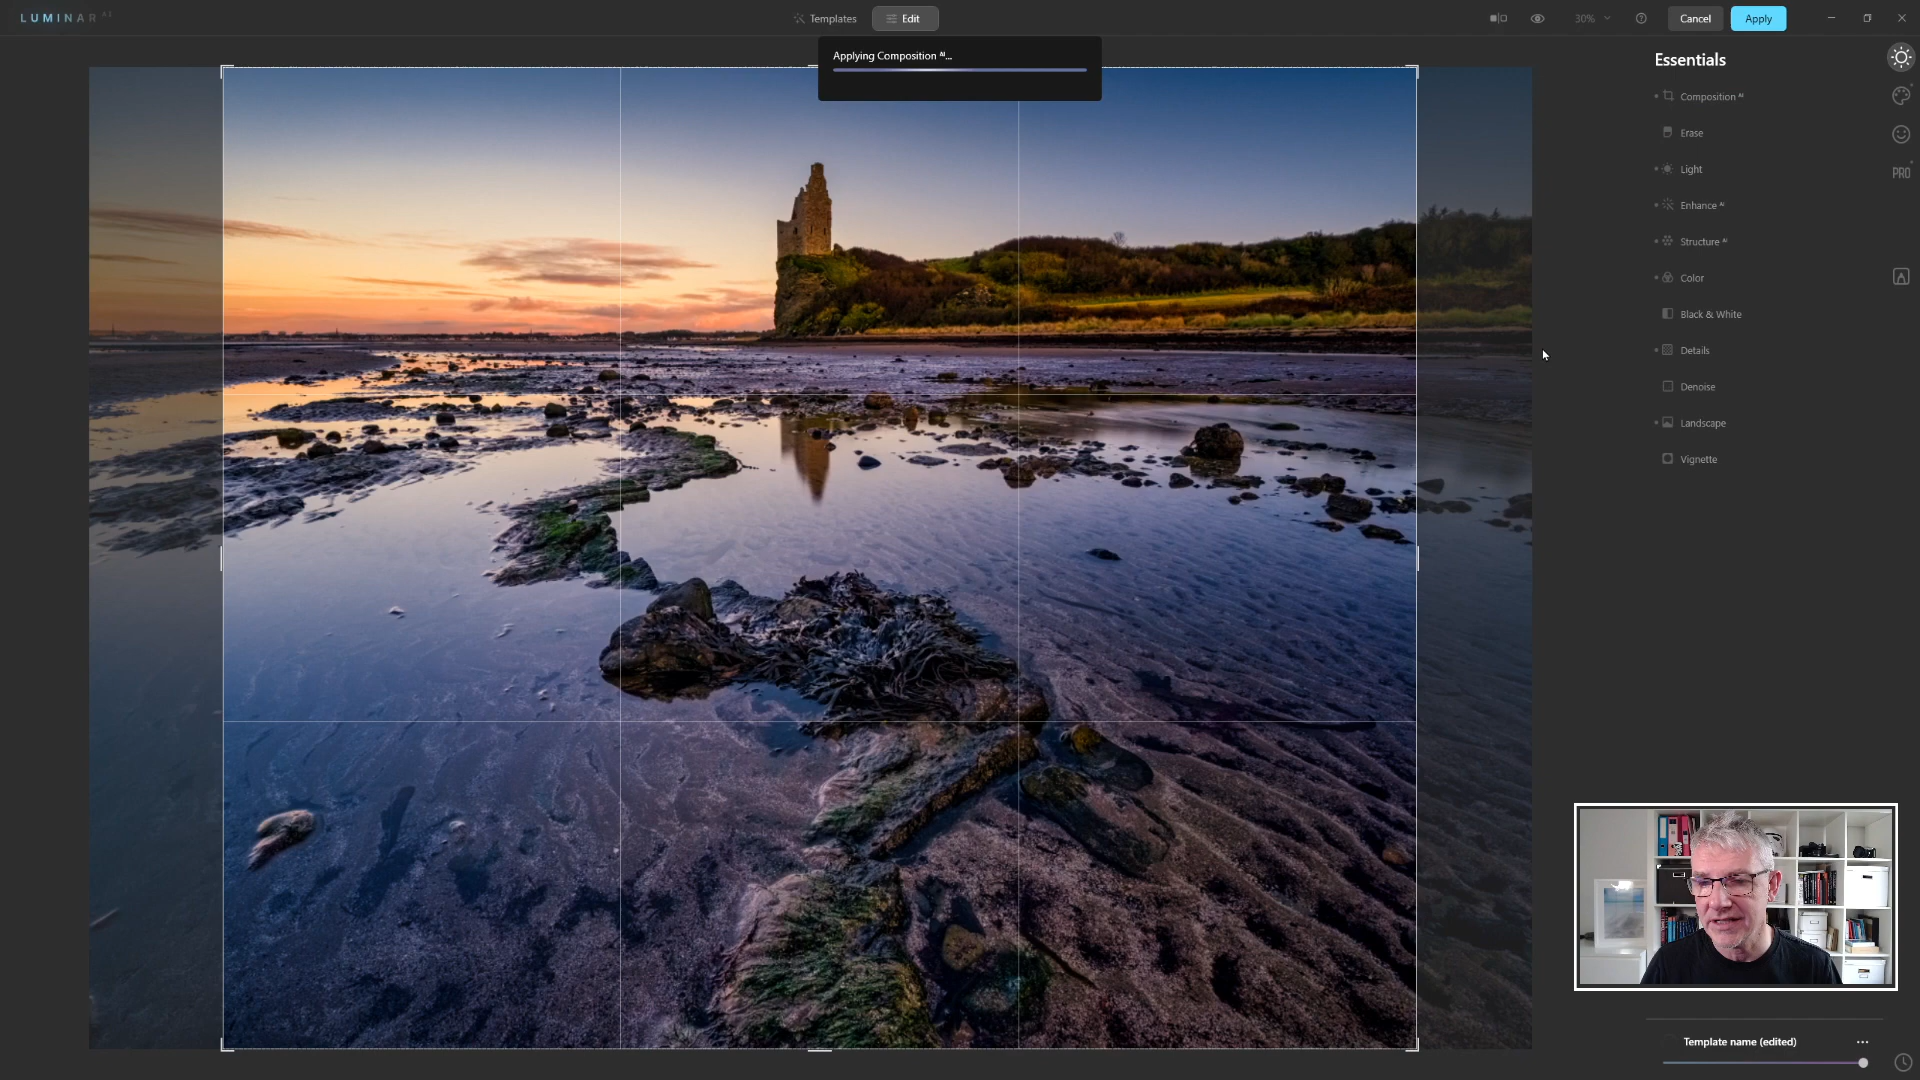 LUMINAR AI
Templates
Edit
30%
Cancel
Apply
Applying Composition AI...
Essentials
Composition AI
Erase
Light
Enhance AI
Structure AI
Color
Black & White
Details
Denoise
Landscape
Vignette
PRO
Template name (edited)